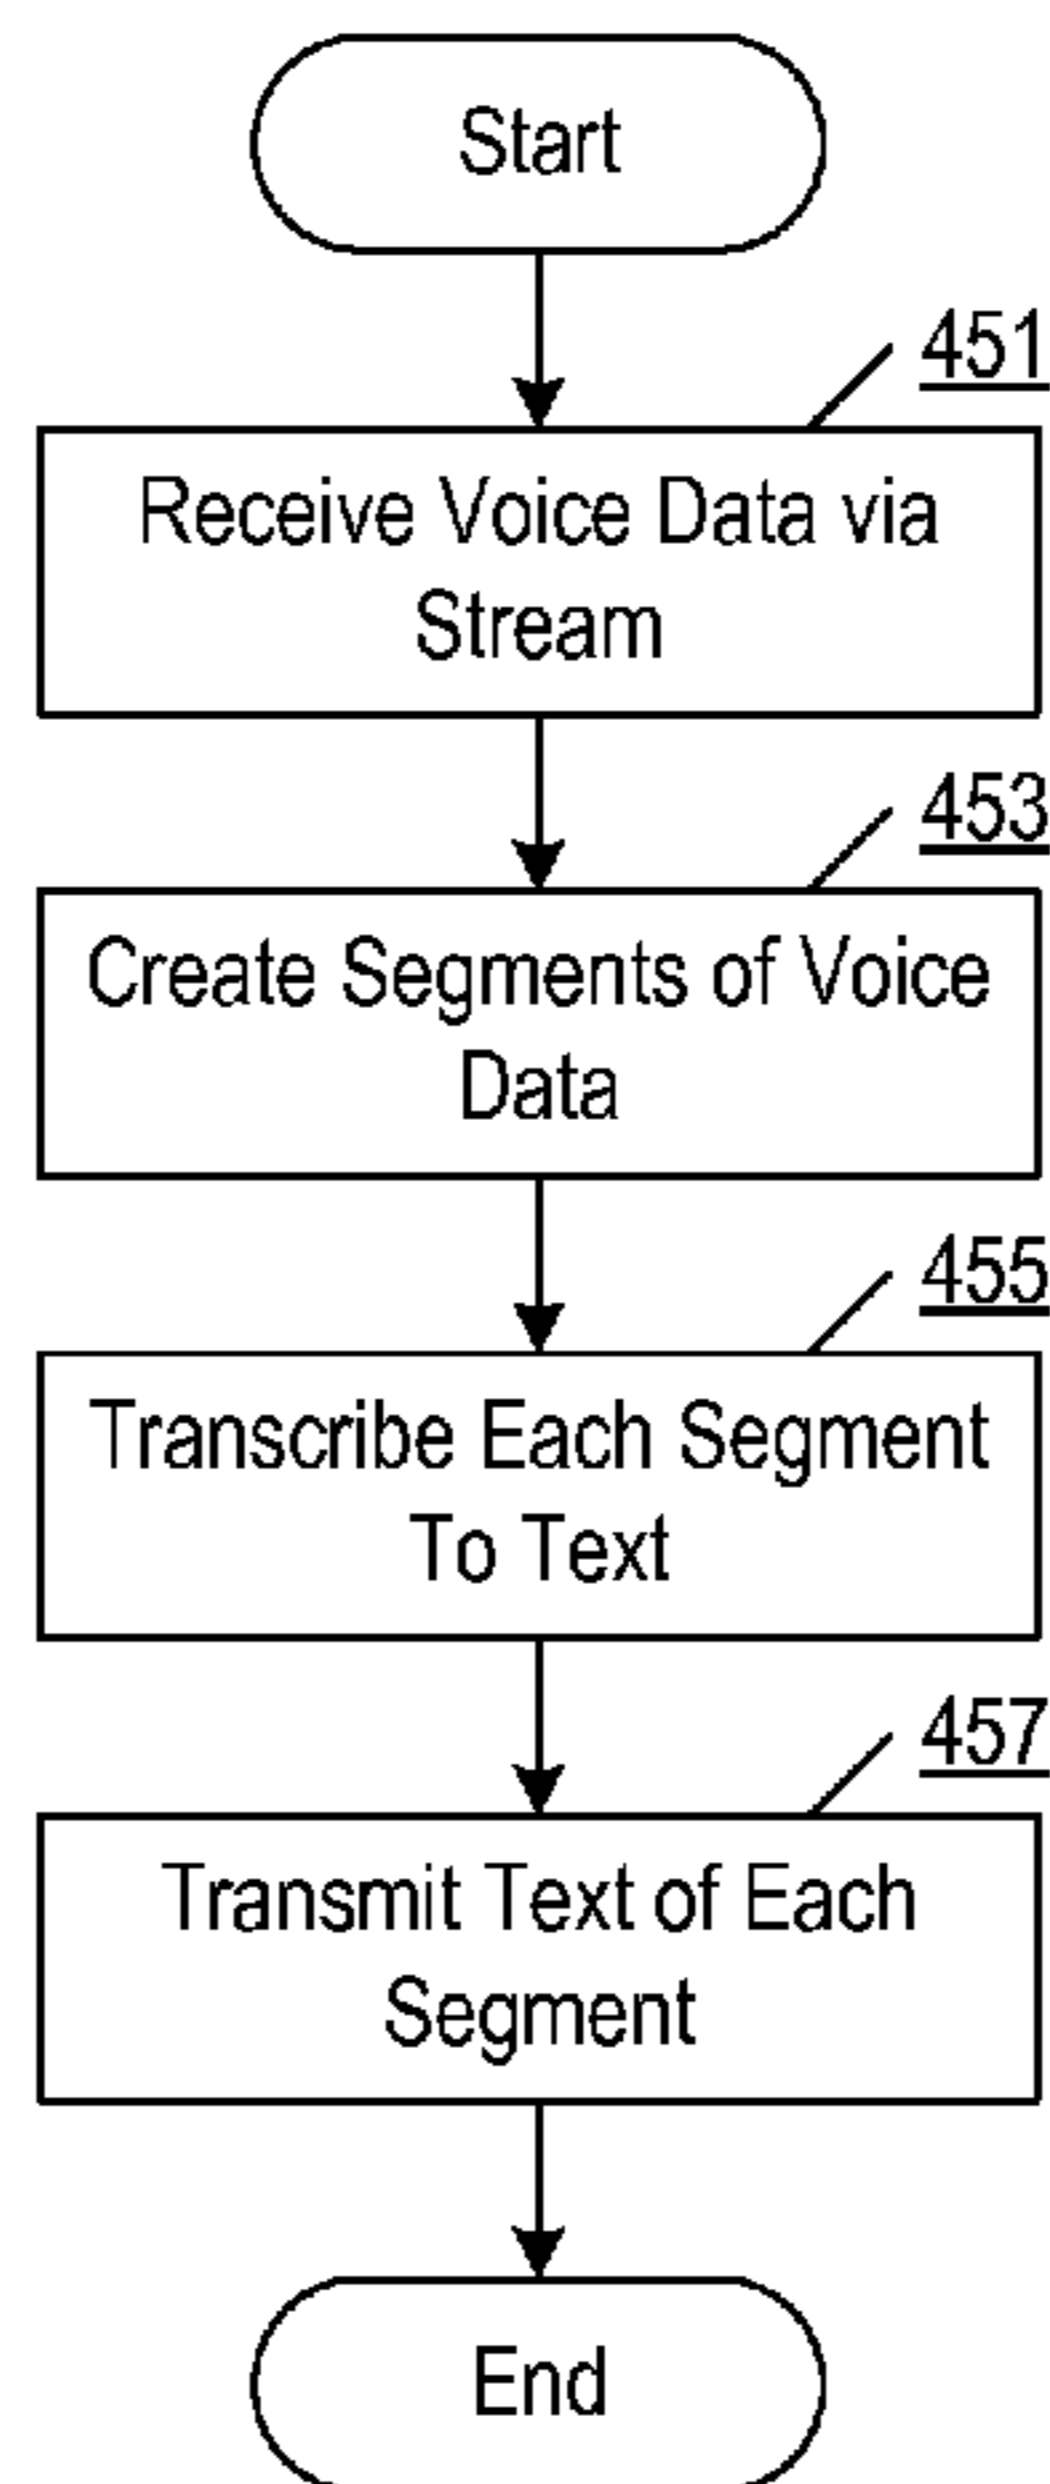 Start
451
Receive Voice Data via
Stream
453
Create Segments of Voice
Data
455
Transcribe Each Segment
To Text
457
Transmit Text of Each
Segment
End